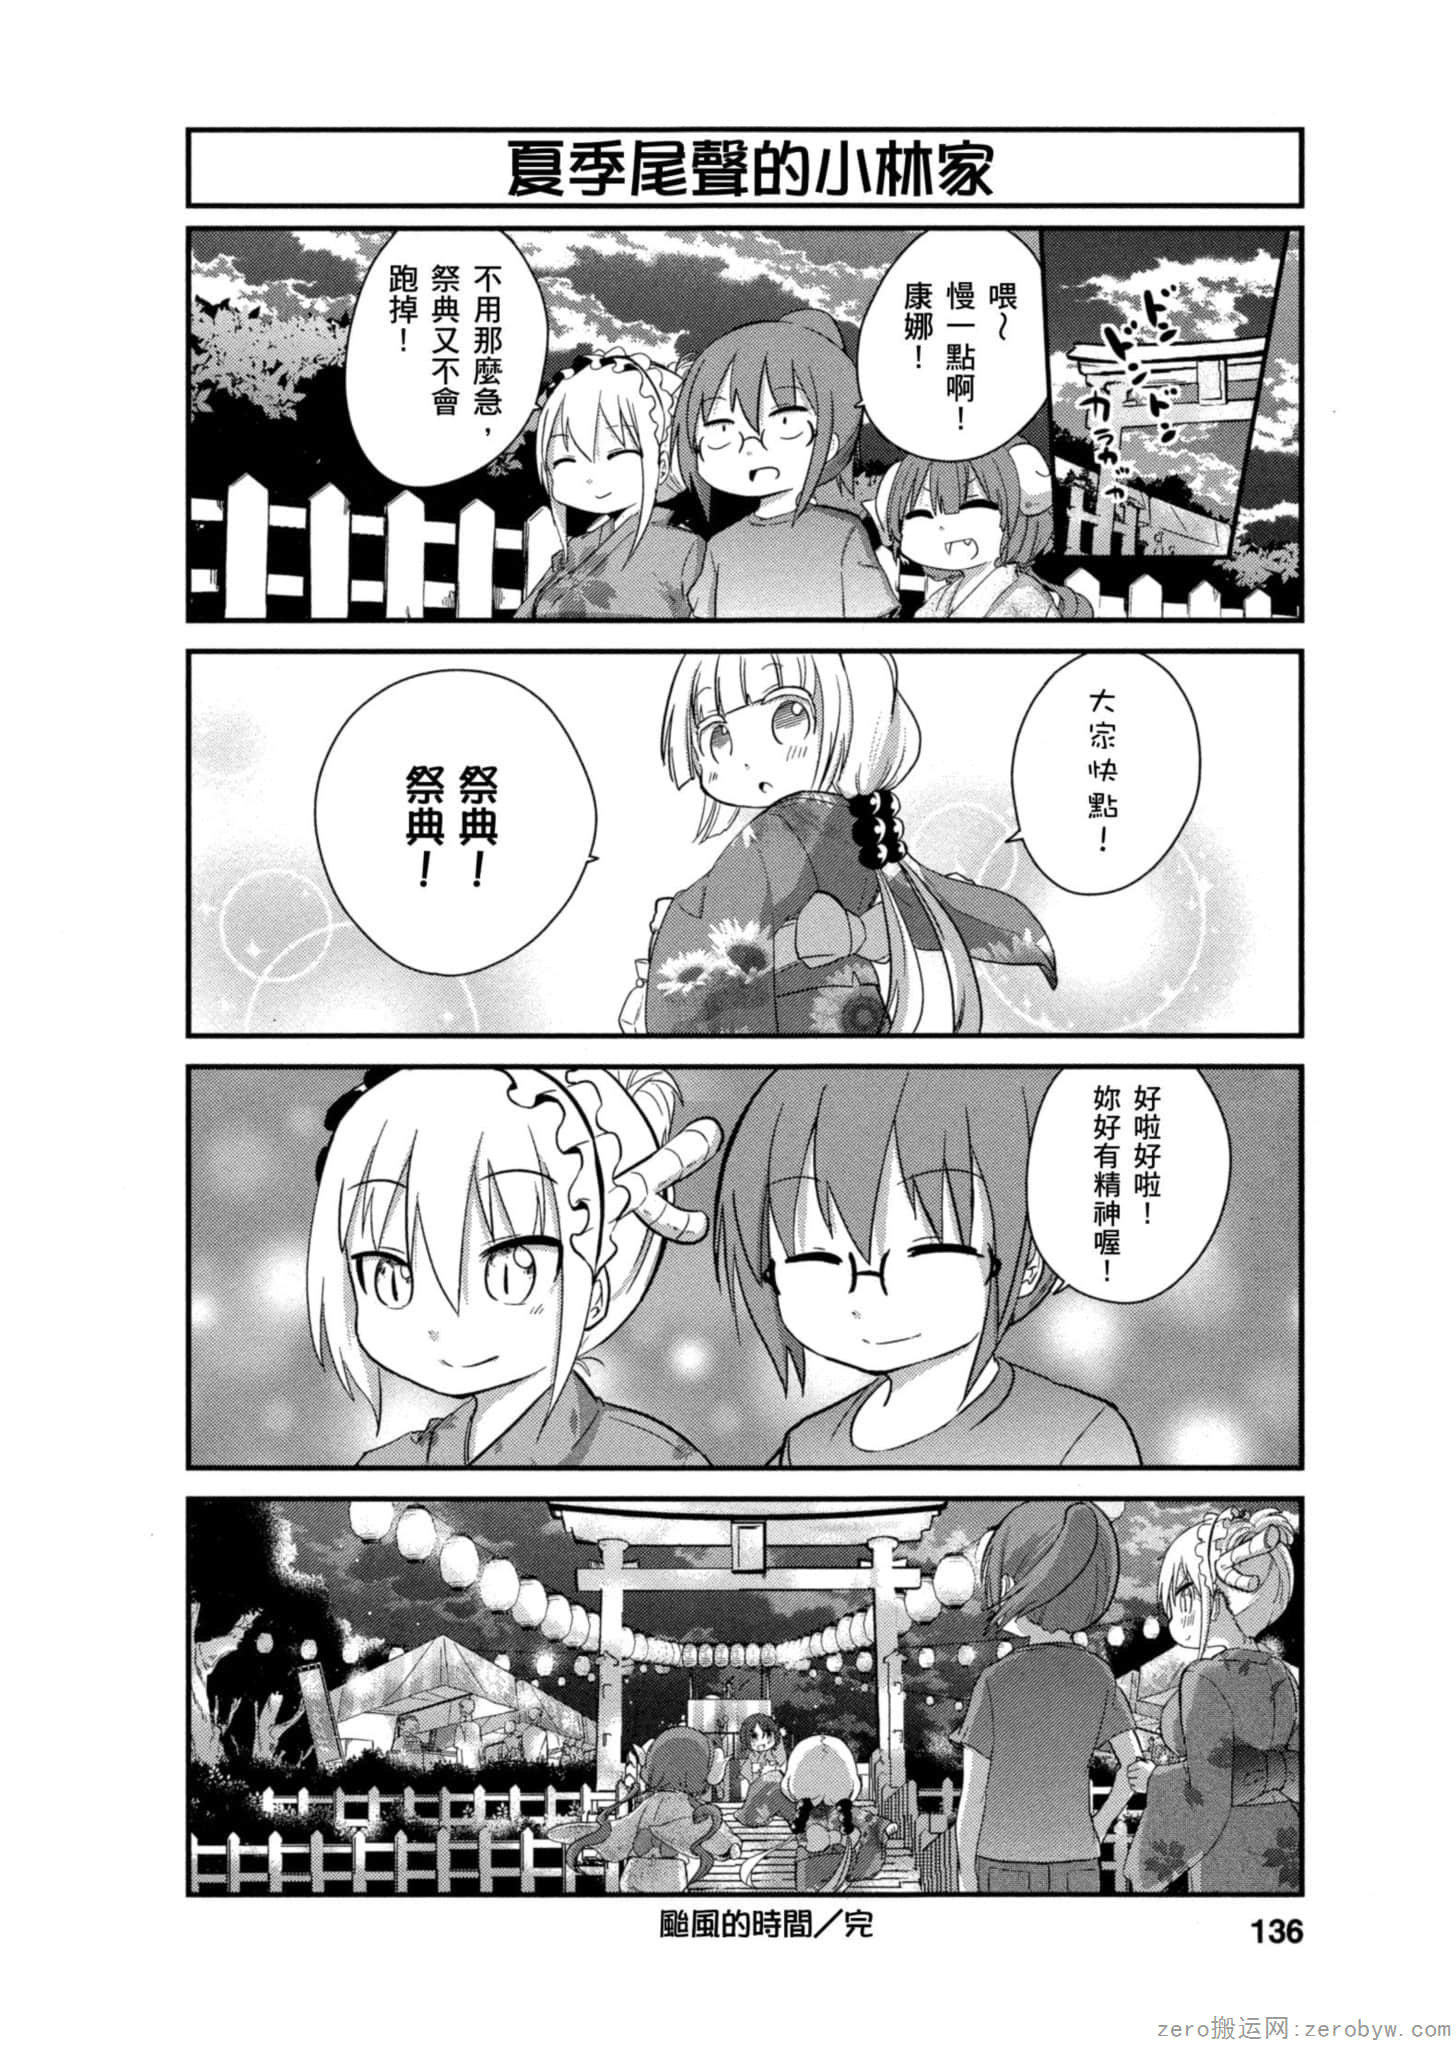 夏季尾聲的小林家
ドンドンドン
カラガガ
喂~
慢一點啊！
康娜！
不用那麼急，
祭典又不會
跑掉！
大家快點！
祭典！
祭典！
好啦好啦！
妳好有精神喔！
颱風的時間／完
136
zero搬运网:zerobyw.com